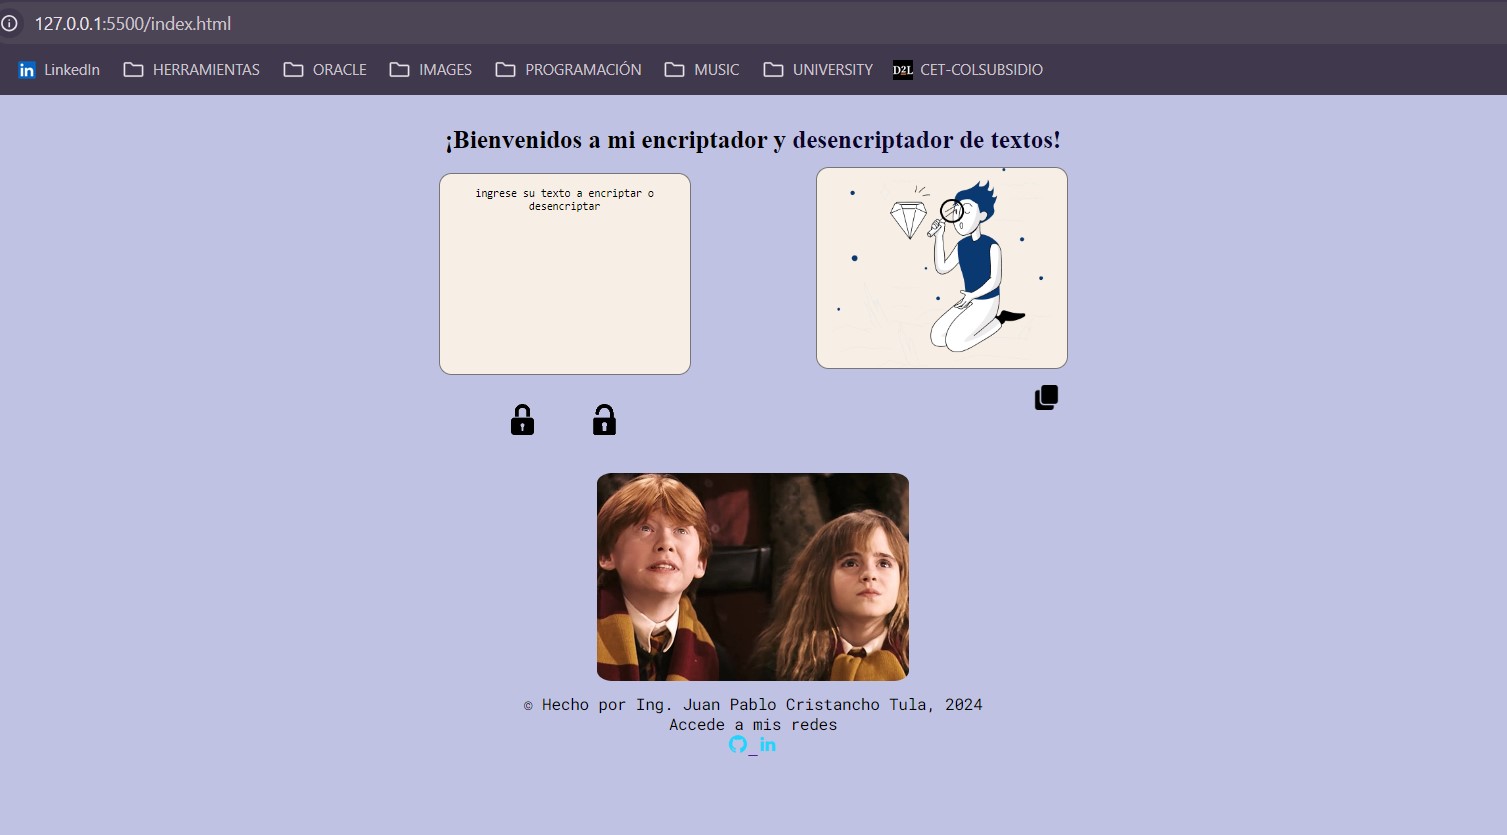 127.0.0.1:5500/index.html
in LinkedIn HERRAMIENTAS ORACLE IMAGES PROGRAMACIÓN MUSIC UNIVERSITY D2L CET-COLSUBSIDIO
¡Bienvenidos a mi encriptador y desencriptador de textos!
ingrese su texto a encriptar o
desencriptar
© Hecho por Ing. Juan Pablo Cristancho Tula, 2024
Accede a mis redes
in